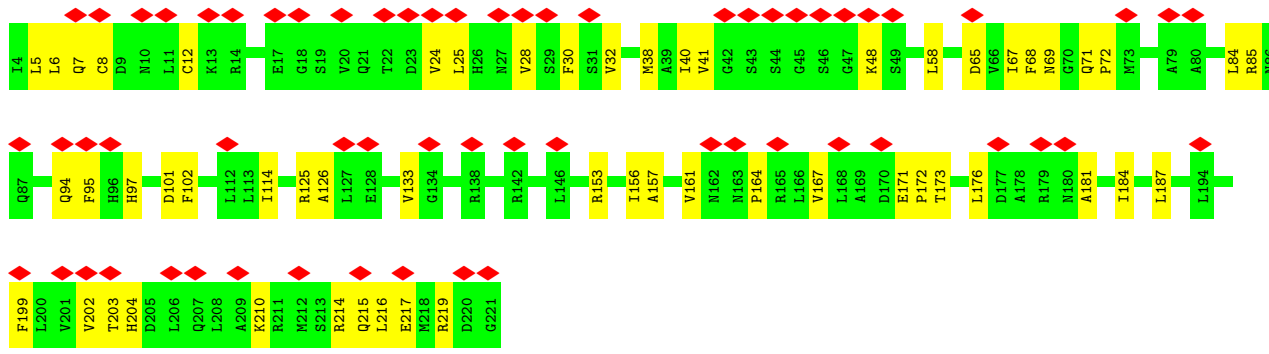 I4 L5 L6 Q7 C8 D9 N10 L11 C12 K13 R14 E17 G18 S19 V20 Q21 T22 D23 V24 L25 H26 N27 V28 S29 F30 S31 V32 M38 A39 I40 V41 G42 S43 S44 G45 S46 G47 K48 S49 L58 D65 V66 I67 F68 N69 G70 Q71 P72 M73 A79 A80 L84 R85 N86
Q87 Q94 F95 H96 H97 D101 F102 L112 L113 I114 R125 A126 L127 E128 V133 G134 R138 R142 L146 R153 I156 A157 V161 N162 N163 P164 R165 L166 V167 L168 A169 D170 E171 P172 T173 L176 D177 A178 R179 N180 A181 I184 L187 L194
F199 L200 V201 V202 T203 H204 D205 L206 Q207 L208 A209 K210 R211 M212 S213 R214 Q215 L216 E217 M218 R219 D220 G221